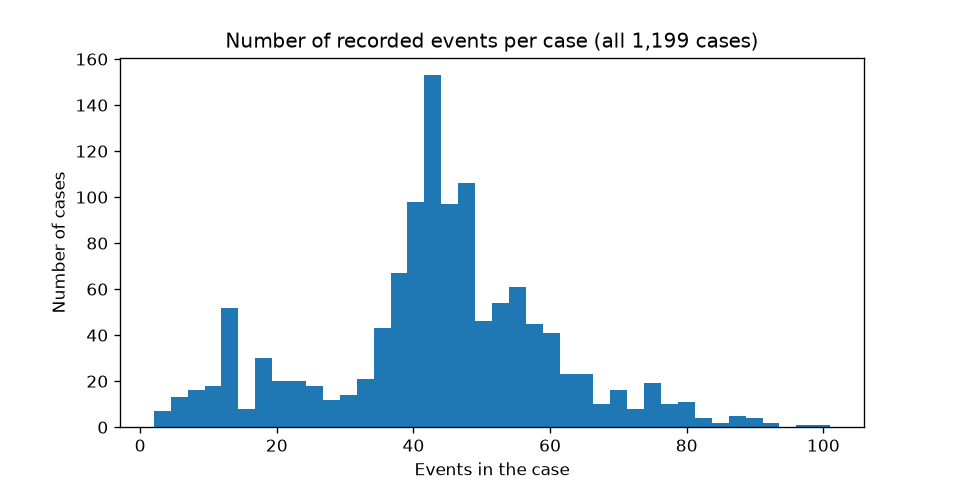 Number of recorded events per case (all 1,199 cases)
160
140
120
100
80
60
40
20
0
Number of cases
0 20 40 60 80 100
Events in the case